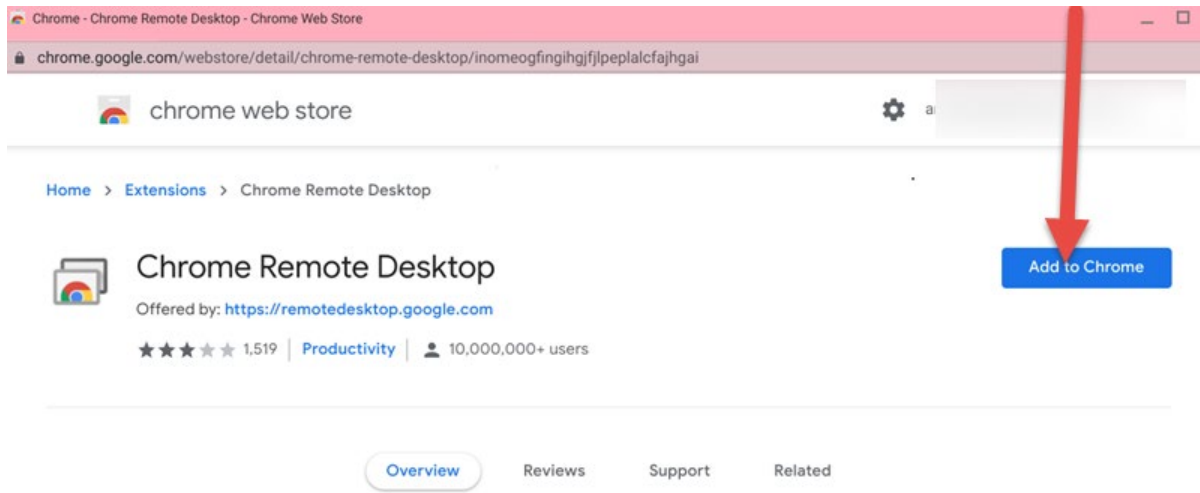 Chrome - Chrome Remote Desktop - Chrome Web Store
chrome.google.com/webstore/detail/chrome-remote-desktop/inomeogfingihgjfjlpeplalcfajhgai
chrome web store
Home > Extensions > Chrome Remote Desktop
Chrome Remote Desktop
Add to Chrome
Offered by: https://remotedesktop.google.com
1,519 | Productivity | 10,000,000+ users
Overview Reviews Support Related